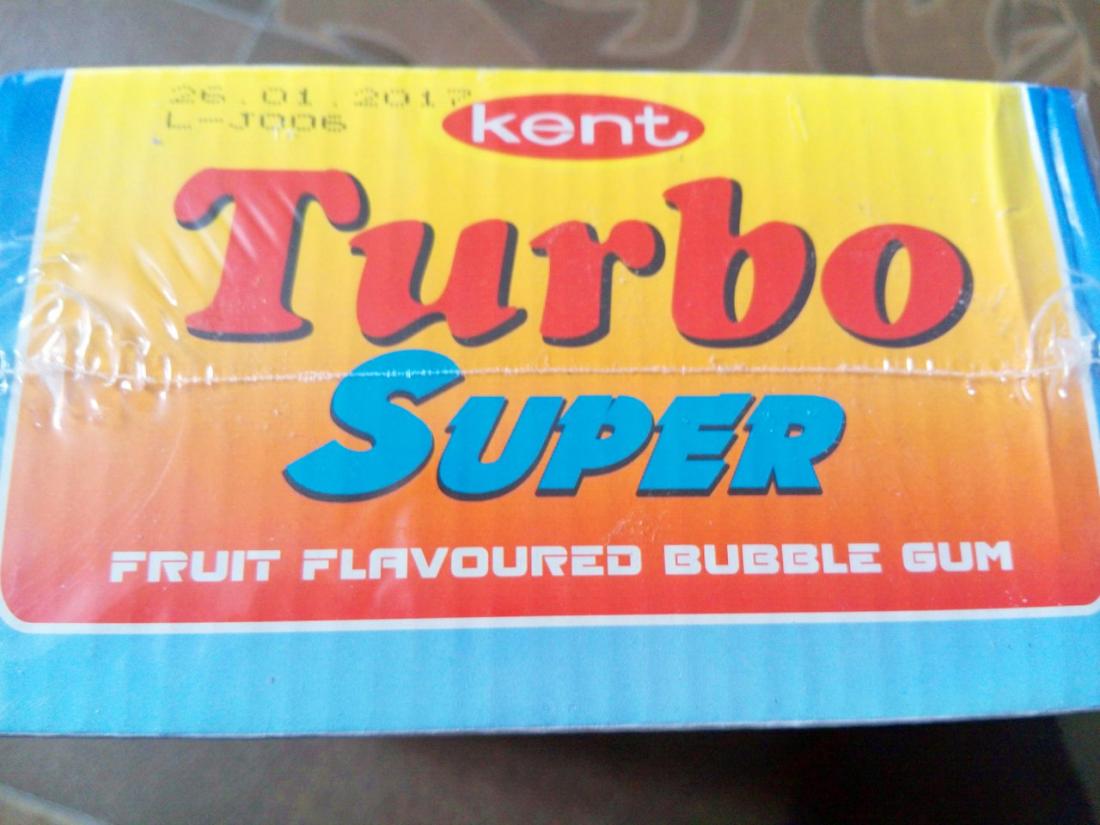 26.01.2017
L-J006
kent
Turbo
SUPER
FRUIT FLAVOURED BUBBLE GUM